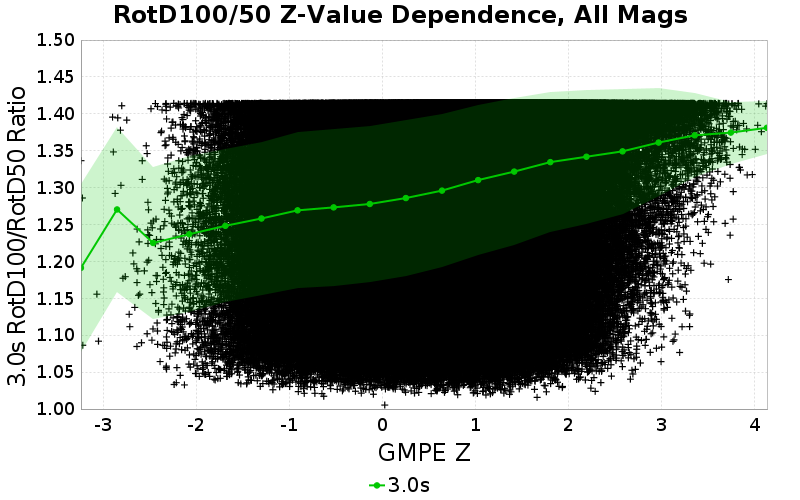 RotD100/50 Z-Value Dependence, All Mags
3.0s RotD100/RotD50 Ratio
1.50
1.45
1.40
1.35
1.30
1.25
1.20
1.15
1.10
1.05
1.00
-3 -2 -1 0 1 2 3 4
GMPE Z
3.0s